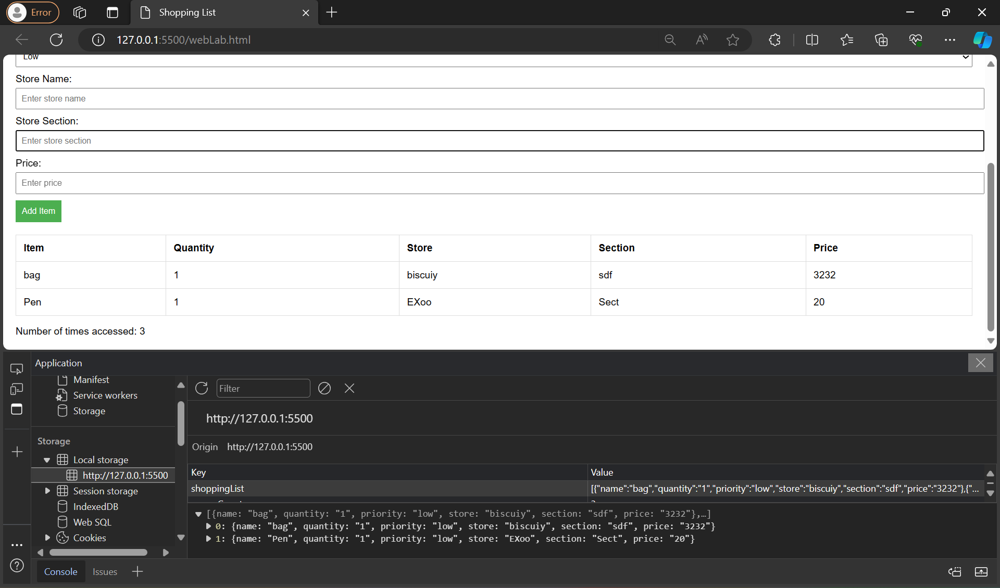 Error
Shopping List
127.0.0.1:5500/webLab.html
Low
Store Name:
Enter store name
Store Section:
Enter store section
Price:
Enter price
Add Item
Item Quantity Store Section Price
bag 1 biscuiy sdf 3232
Pen 1 EXoo Sect 20
Number of times accessed: 3
Application
Manifest
Service workers
Storage
Storage
Local storage
http://127.0.0.1:5500
Session storage
IndexedDB
Web SQL
Cookies
Filter
http://127.0.0.1:5500
Origin http://127.0.0.1:5500
Key Value
shoppingList [{"name":"bag","quantity":"1","priority":"low","store":"biscuiy","section":"sdf","price":"3232"},{"...
[{name: "bag", quantity: "1", priority: "low", store: "biscuiy", section: "sdf", price: "3232"},…]
0: {name: "bag", quantity: "1", priority: "low", store: "biscuiy", section: "sdf", price: "3232"}
1: {name: "Pen", quantity: "1", priority: "low", store: "EXoo", section: "Sect", price: "20"}
Console Issues